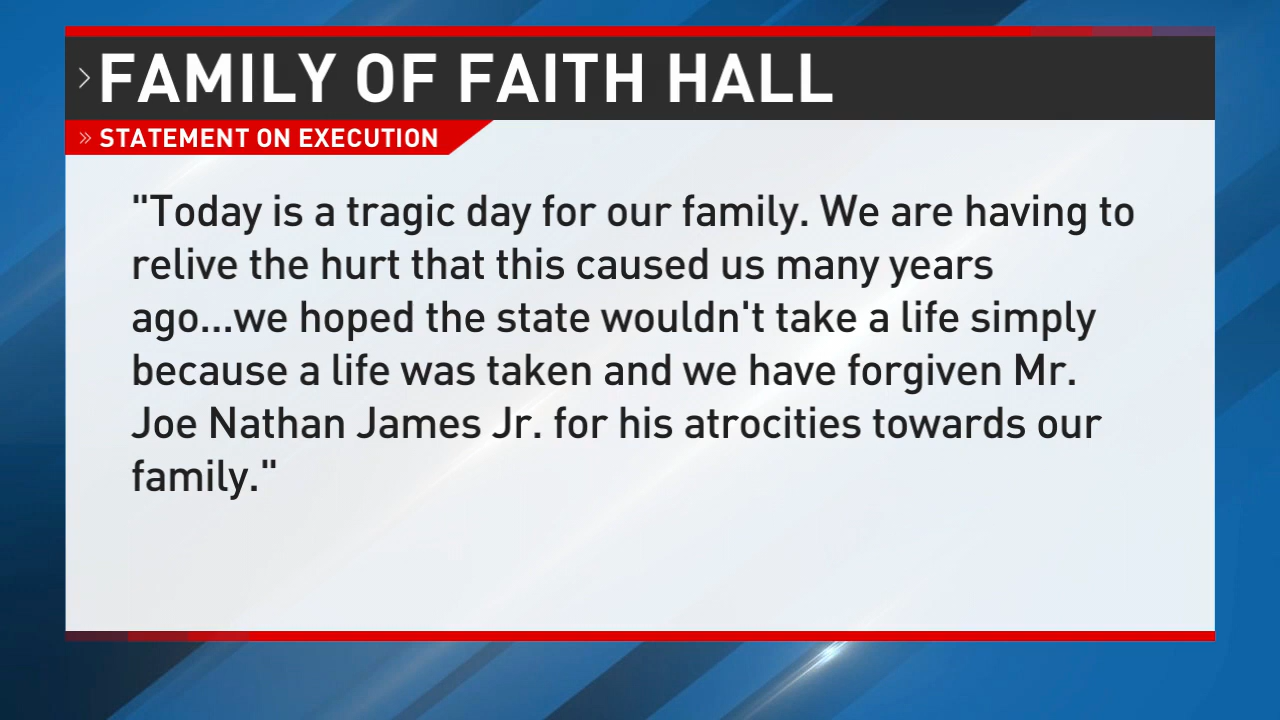 FAMILY OF FAITH HALL
STATEMENT ON EXECUTION
"Today is a tragic day for our family. We are having to
relive the hurt that this caused us many years
ago...we hoped the state wouldn't take a life simply
because a life was taken and we have forgiven Mr.
Joe Nathan James Jr. for his atrocities towards our
family."